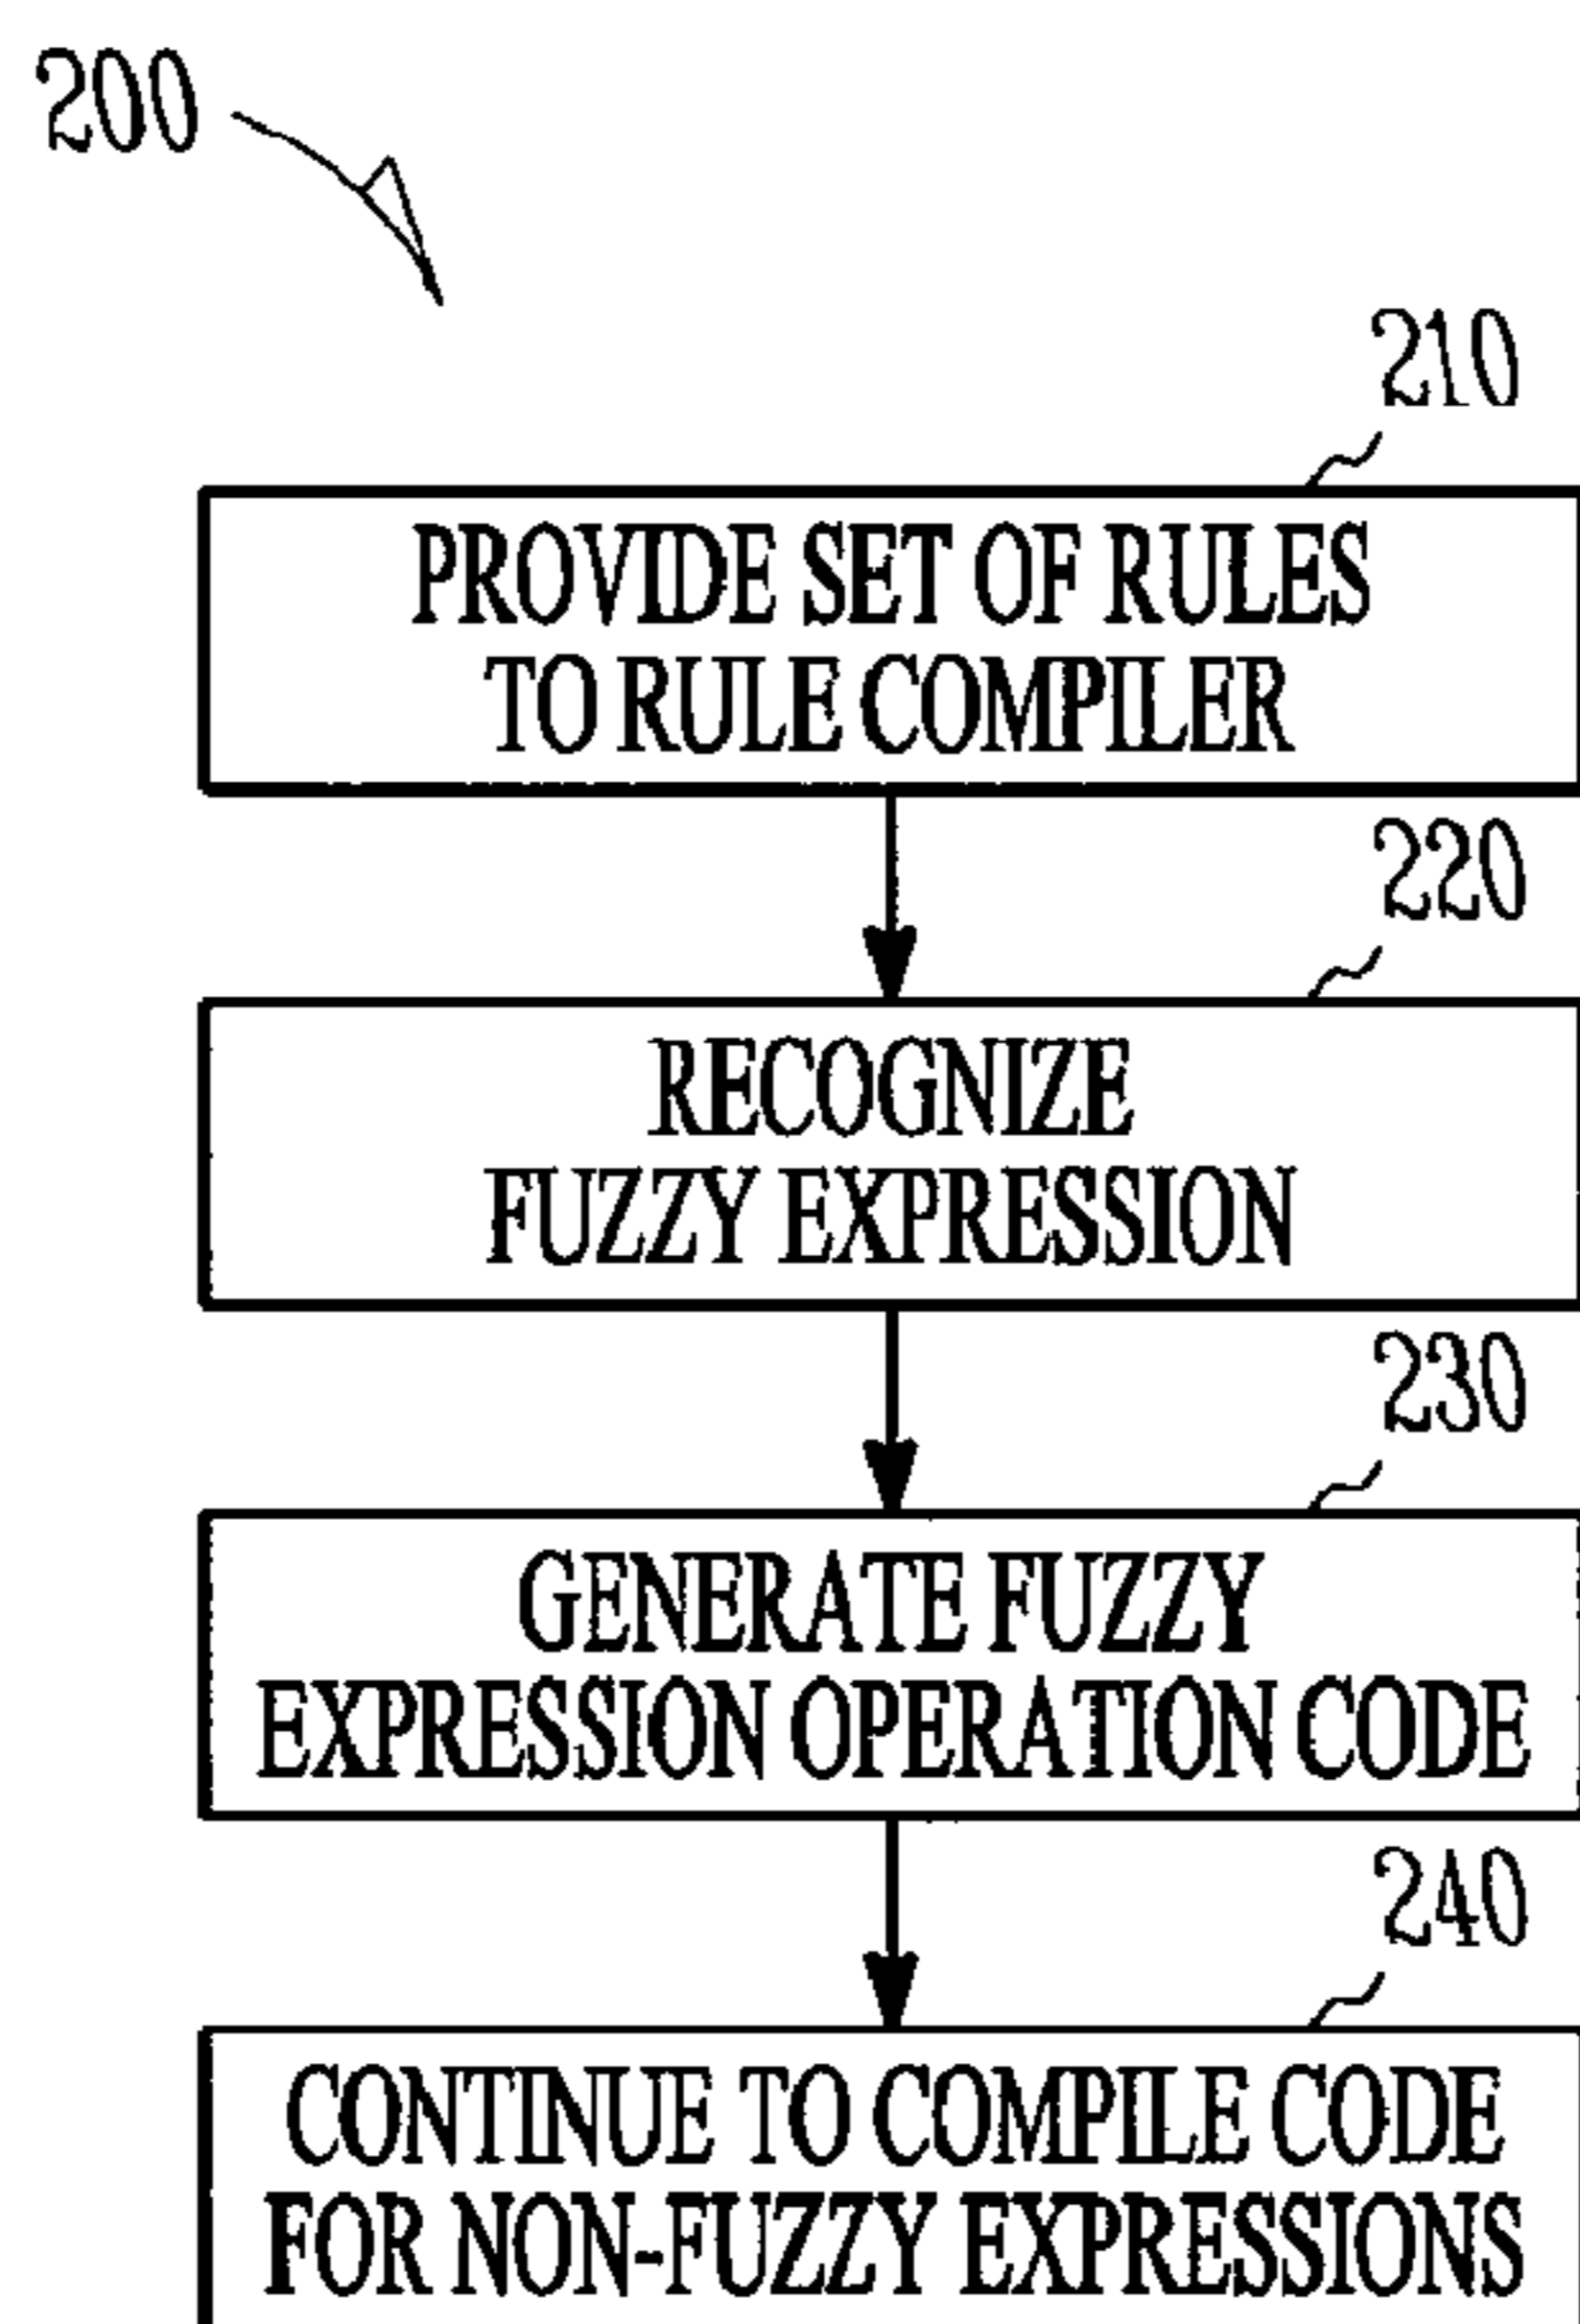 200
210
PROVIDE SET OF RULES
TO RULE COMPILER
220
RECOGNIZE
FUZZY EXPRESSION
230
GENERATE FUZZY
EXPRESSION OPERATION CODE
240
CONTINUE TO COMPILE CODE
FOR NON-FUZZY EXPRESSIONS